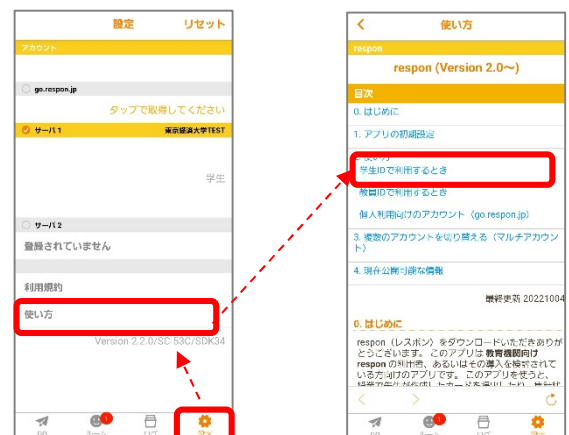 設定
リセット
アカウント
go.respon.jp
タップで取得してください
サーバ 1
東京経済大学TEST
学生
サーバ 2
登録されていません
利用規約
使い方
Version 2.2.0/SC-53C/SDK34
使い方
respon
respon (Version 2.0～)
目次
0. はじめに
1. アプリの初期設定
学生IDで利用するとき
教員IDで利用するとき
個人利用向けのアカウント（go.respon.jp）
3. 複数のアカウントを切り替える（マルチアカウン
ト）
4. 現在公開可能な情報
最終更新 20221004
0. はじめに
respon（レスポン）をダウンロードいただきありが
とうございます。このアプリは 教育機関向け
respon の利用者、あるいはその導入を検討されて
いる方向けのアプリです。 このアプリを使うと、